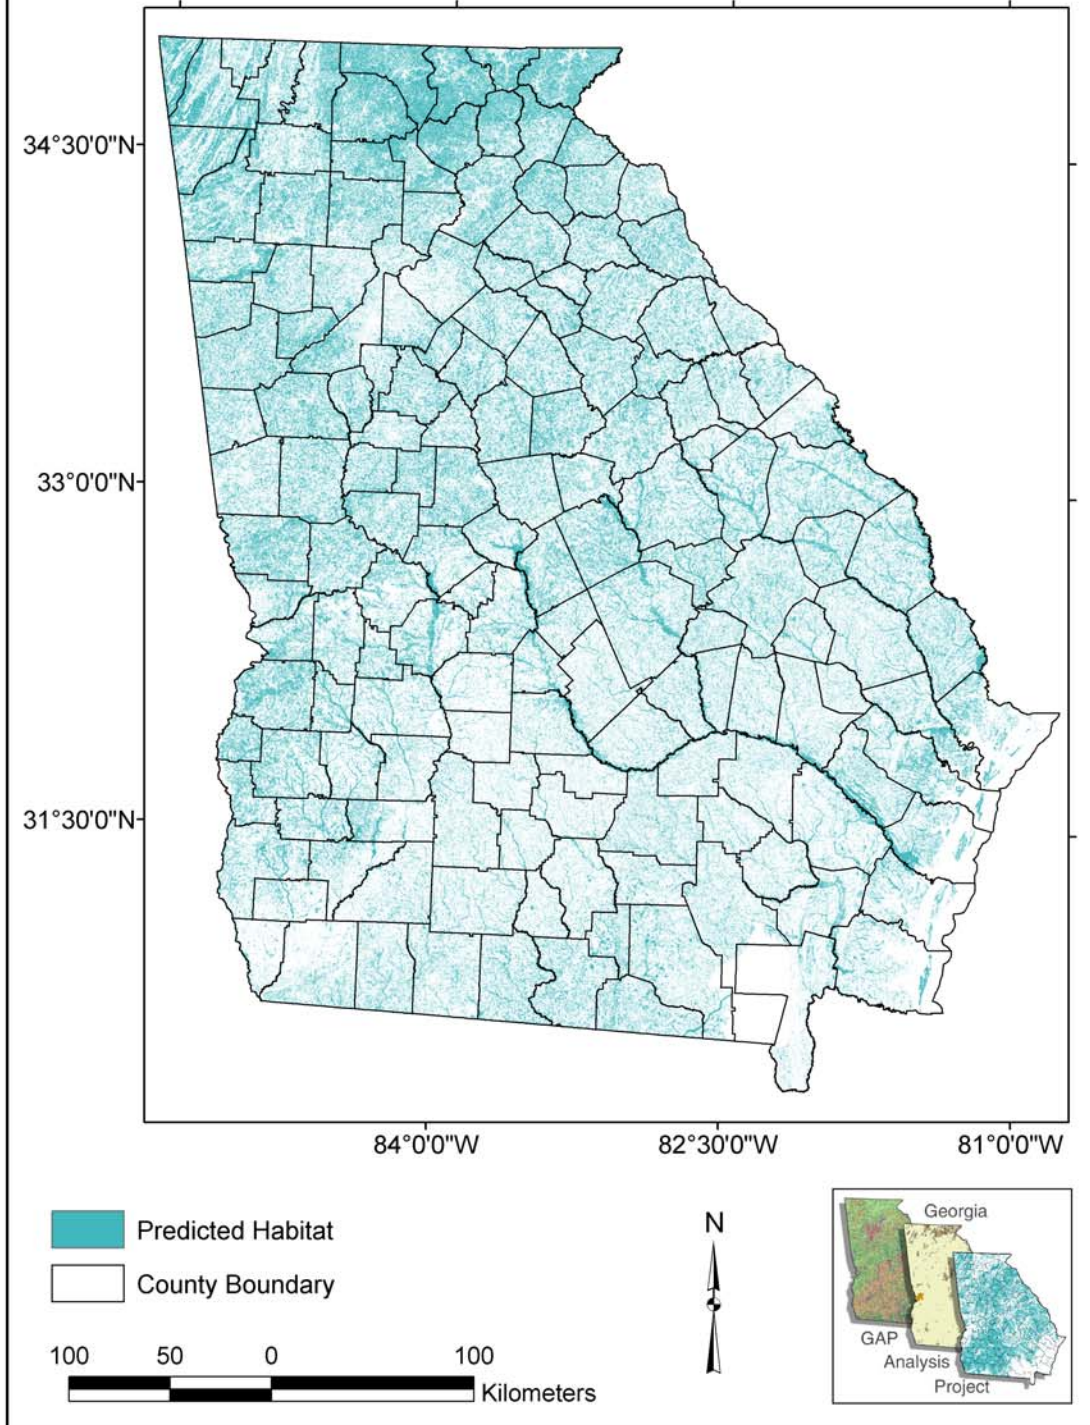 34°30'0"N
33°0'0"N
31°30'0"N
84°0'0"W 82°30'0"W 81°0'0"W
Predicted Habitat
County Boundary
100 50 0 100
Kilometers
N
Georgia
GAP
Analysis
Project